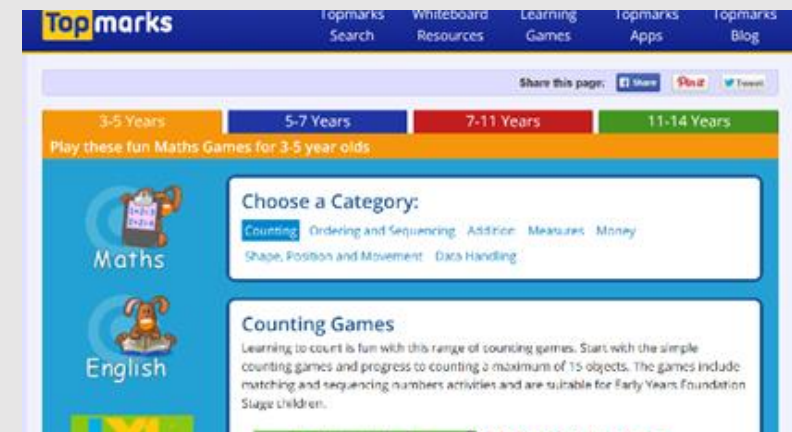 Topmarks
Topmarks Whiteboard Learning Topmarks Topmarks
Search Resources Games Apps Blog
Share this page: Share Pin it Tweet
3-5 Years 5-7 Years 7-11 Years 11-14 Years
Play these fun Maths Games for 3-5 year olds
Maths
Choose a Category:
Counting Ordering and Sequencing Addition Measures Money
Shape, Position and Movement Data Handling
English
Counting Games
Learning to count is fun with this range of counting games. Start with the simple
counting games and progress to counting a maximum of 15 objects. The games include
matching and sequencing numbers activities and are suitable for Early Years Foundation
Stage children.